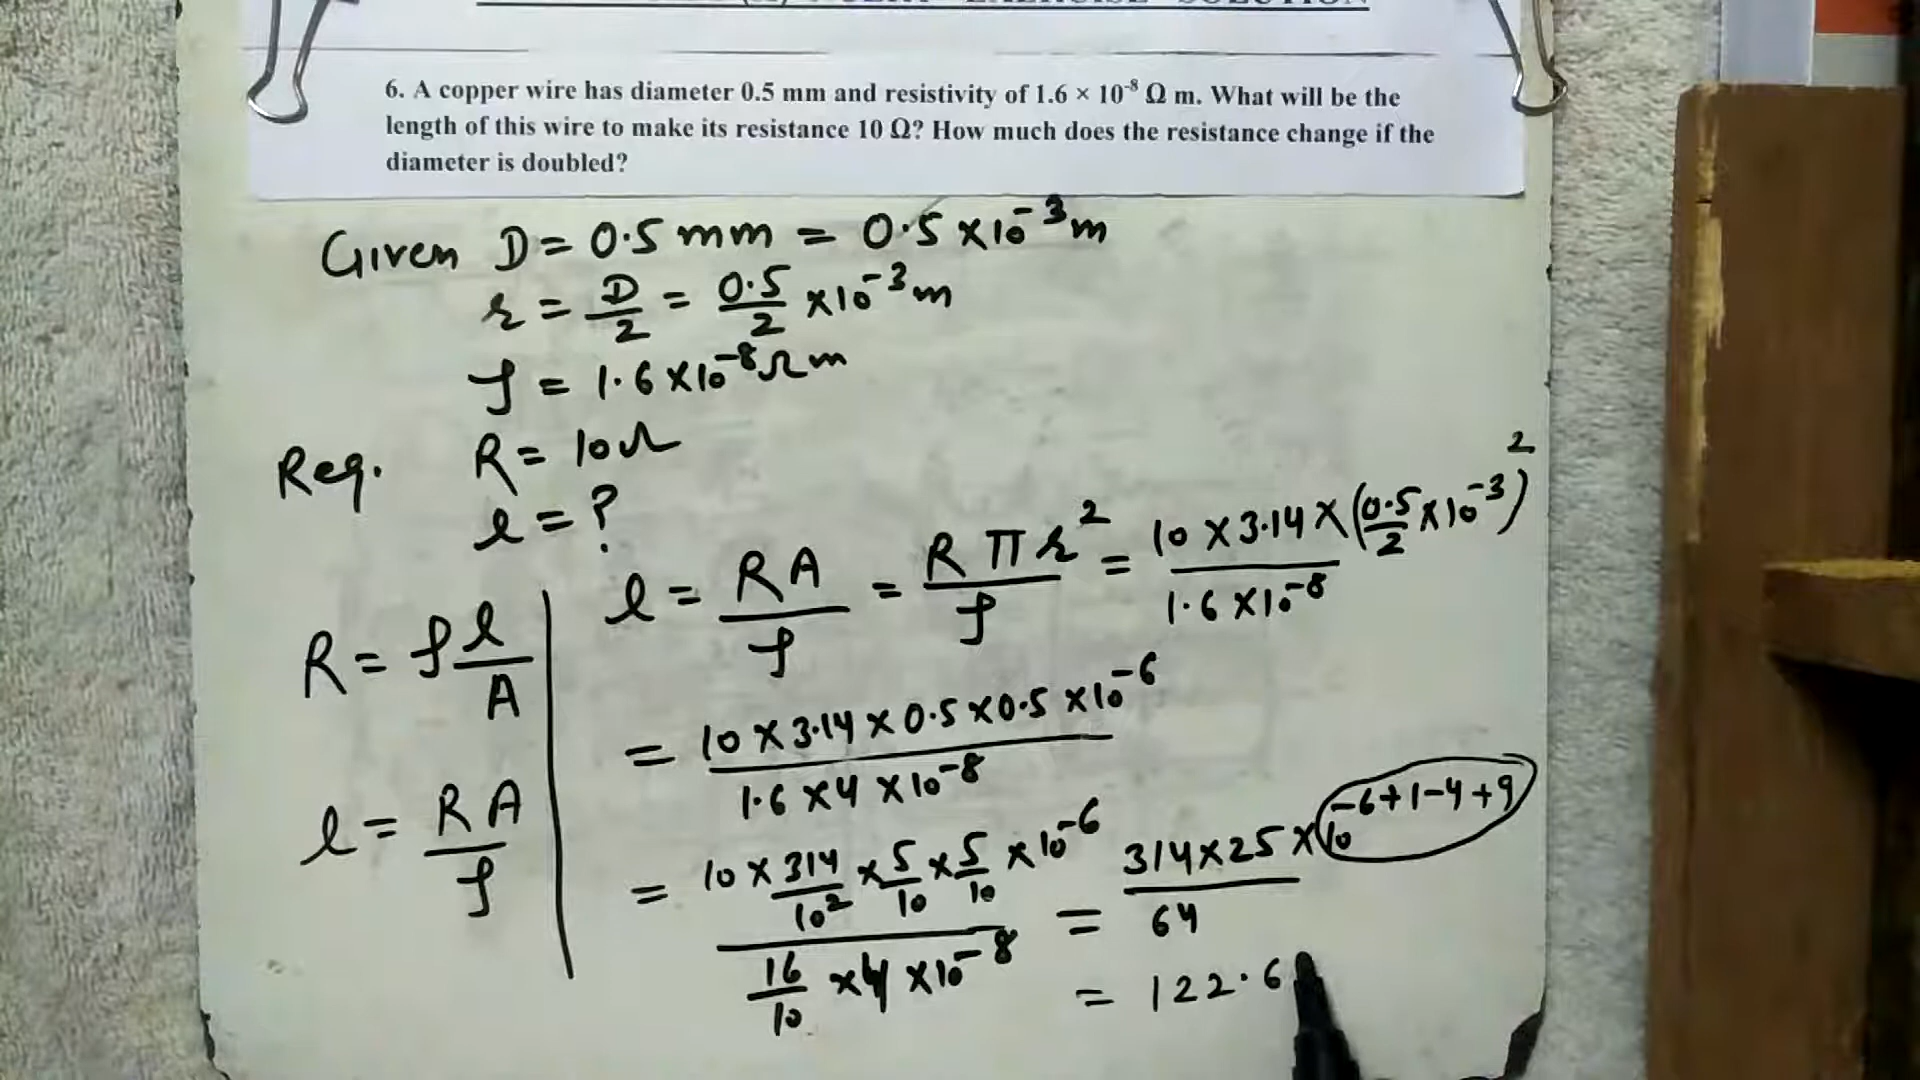 6. A copper wire has diameter 0.5 mm and resistivity of 1.6 × 10⁻⁸ Ω m. What will be the
length of this wire to make its resistance 10 Ω? How much does the resistance change if the
diameter is doubled?
Given D = 0.5 mm = 0.5 × 10⁻³ m
r = D/2 = 0.5/2 × 10⁻³ m
ρ = 1.6 × 10⁻⁸ Ω m
R = 10 Ω
Req. l = ?
R = ρ l/A
l = RA/ρ
l = RA/ρ = Rπr²/ρ = 10 × 3.14 × (0.5/2 × 10⁻³)² / 1.6 × 10⁻⁸
= 10 × 3.14 × 0.5 × 0.5 × 10⁻⁶ / 1.6 × 4 × 10⁻⁸
= 10 × 314/10² × 5/10 × 5/10 × 10⁻⁶ / 16/10 × 4 × 10⁻⁸ = 314 × 25 × 10⁻⁶⁺¹⁻⁴⁺⁹ / 64
= 122.6